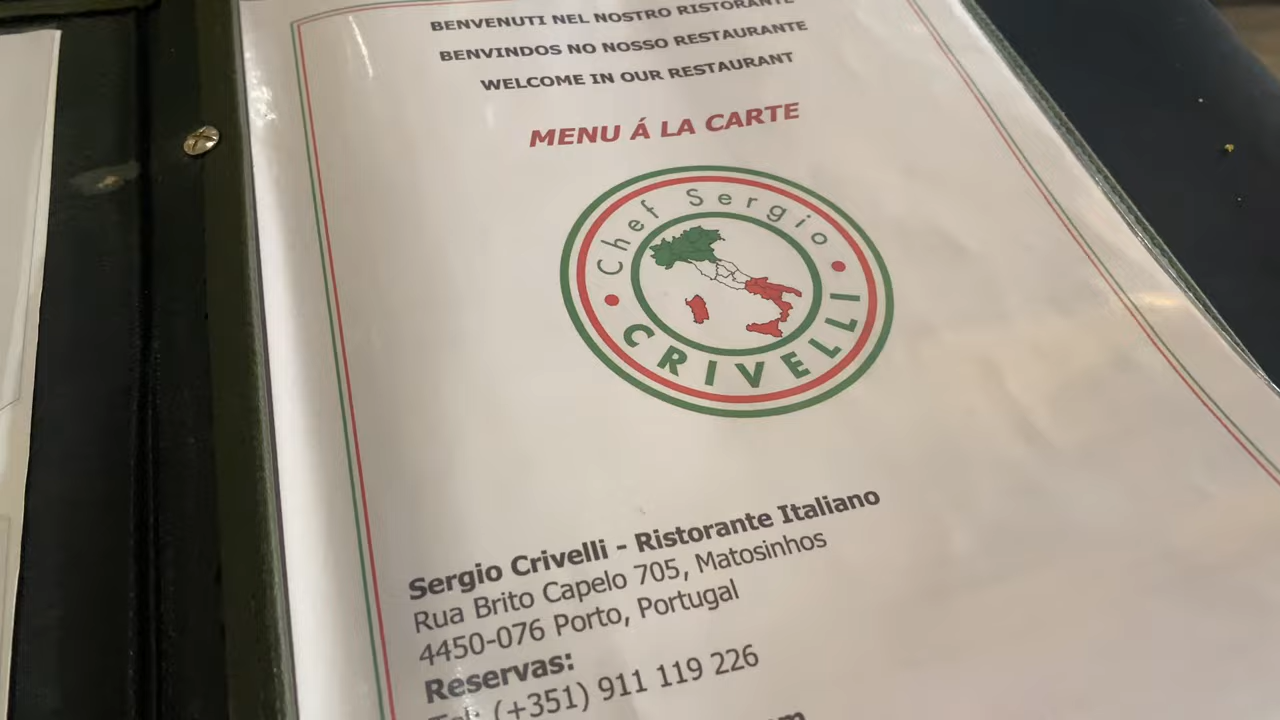 BENVENUTI NEL NOSTRO RISTORANTE
BENVINDOS NO NOSSO RESTAURANTE
WELCOME IN OUR RESTAURANT
MENU Á LA CARTE
Chef Sergio
CRIVELLI
Sergio Crivelli - Ristorante Italiano
Rua Brito Capelo 705, Matosinhos
4450-076 Porto, Portugal
Reservas:
Tel: (+351) 911 119 226